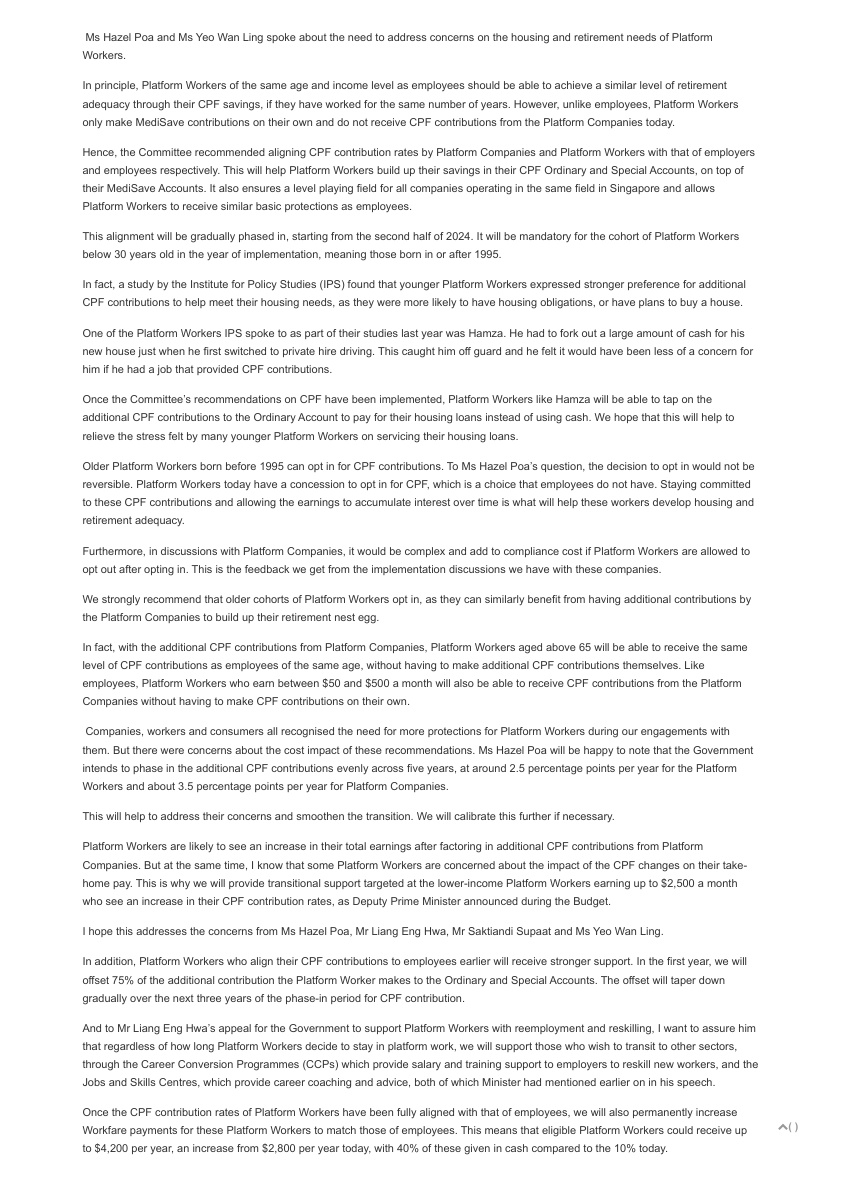 Ms Hazel Poa and Ms Yeo Wan Ling spoke about the need to address concerns on the housing and retirement needs of Platform
Workers.
In principle, Platform Workers of the same age and income level as employees should be able to achieve a similar level of retirement
adequacy through their CPF savings, if they have worked for the same number of years. However, unlike employees, Platform Workers
only make MediSave contributions on their own and do not receive CPF contributions from the Platform Companies today.
Hence, the Committee recommended aligning CPF contribution rates by Platform Companies and Platform Workers with that of employers
and employees respectively. This will help Platform Workers build up their savings in their CPF Ordinary and Special Accounts, on top of
their MediSave Accounts. It also ensures a level playing field for all companies operating in the same field in Singapore and allows
Platform Workers to receive similar basic protections as employees.
This alignment will be gradually phased in, starting from the second half of 2024. It will be mandatory for the cohort of Platform Workers
below 30 years old in the year of implementation, meaning those born in or after 1995.
In fact, a study by the Institute for Policy Studies (IPS) found that younger Platform Workers expressed stronger preference for additional
CPF contributions to help meet their housing needs, as they were more likely to have housing obligations, or have plans to buy a house.
One of the Platform Workers IPS spoke to as part of their studies last year was Hamza. He had to fork out a large amount of cash for his
new house just when he first switched to private hire driving. This caught him off guard and he felt it would have been less of a concern for
him if he had a job that provided CPF contributions.
Once the Committee's recommendations on CPF have been implemented, Platform Workers like Hamza will be able to tap on the
additional CPF contributions to the Ordinary Account to pay for their housing loans instead of using cash. We hope that this will help to
relieve the stress felt by many younger Platform Workers on servicing their housing loans.
Older Platform Workers born before 1995 can opt in for CPF contributions. To Ms Hazel Poa's question, the decision to opt in would not be
reversible. Platform Workers today have a concession to opt in for CPF, which is a choice that employees do not have. Staying committed
to these CPF contributions and allowing the earnings to accumulate interest over time is what will help these workers develop housing and
retirement adequacy.
Furthermore, in discussions with Platform Companies, it would be complex and add to compliance cost if Platform Workers are allowed to
opt out after opting in. This is the feedback we get from the implementation discussions we have with these companies.
We strongly recommend that older cohorts of Platform Workers opt in, as they can similarly benefit from having additional contributions by
the Platform Companies to build up their retirement nest egg.
In fact, with the additional CPF contributions from Platform Companies, Platform Workers aged above 65 will be able to receive the same
level of CPF contributions as employees of the same age, without having to make additional CPF contributions themselves. Like
employees, Platform Workers who earn between $50 and $500 a month will also be able to receive CPF contributions from the Platform
Companies without having to make CPF contributions on their own.
Companies, workers and consumers all recognised the need for more protections for Platform Workers during our engagements with
them. But there were concerns about the cost impact of these recommendations. Ms Hazel Poa will be happy to note that the Government
intends to phase in the additional CPF contributions evenly across five years, at around 2.5 percentage points per year for the Platform
Workers and about 3.5 percentage points per year for Platform Companies.
This will help to address their concerns and smoothen the transition. We will calibrate this further if necessary.
Platform Workers are likely to see an increase in their total earnings after factoring in additional CPF contributions from Platform
Companies. But at the same time, I know that some Platform Workers are concerned about the impact of the CPF changes on their take-
home pay. This is why we will provide transitional support targeted at the lower-income Platform Workers earning up to $2,500 a month
who see an increase in their CPF contribution rates, as Deputy Prime Minister announced during the Budget.
I hope this addresses the concerns from Ms Hazel Poa, Mr Liang Eng Hwa, Mr Saktiandi Supaat and Ms Yeo Wan Ling.
In addition, Platform Workers who align their CPF contributions to employees earlier will receive stronger support. In the first year, we will
offset 75% of the additional contribution the Platform Worker makes to the Ordinary and Special Accounts. The offset will taper down
gradually over the next three years of the phase-in period for CPF contribution.
And to Mr Liang Eng Hwa's appeal for the Government to support Platform Workers with reemployment and reskilling, I want to assure him
that regardless of how long Platform Workers decide to stay in platform work, we will support those who wish to transit to other sectors,
through the Career Conversion Programmes (CCPs) which provide salary and training support to employers to reskill new workers, and the
Jobs and Skills Centres, which provide career coaching and advice, both of which Minister had mentioned earlier on in his speech.
Once the CPF contribution rates of Platform Workers have been fully aligned with that of employees, we will also permanently increase
Workfare payments for these Platform Workers to match those of employees. This means that eligible Platform Workers could receive up
to $4,200 per year, an increase from $2,800 per year today, with 40% of these given in cash compared to the 10% today.
( )